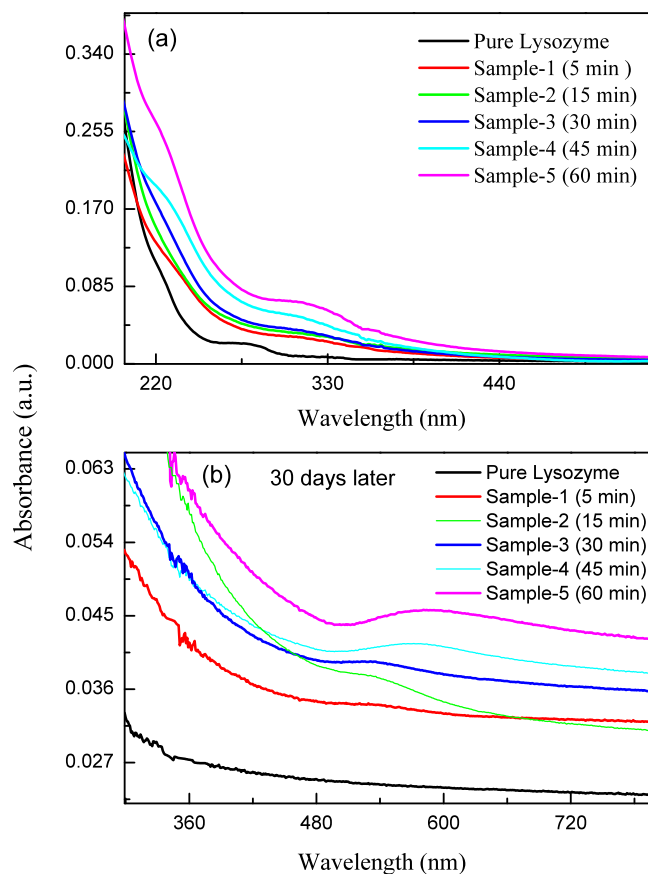 (a)
Pure Lysozyme
Sample-1 (5 min )
Sample-2 (15 min)
Sample-3 (30 min)
Sample-4 (45 min)
Sample-5 (60 min)
0.340
0.255
0.170
0.085
0.000
220 330 440
Wavelength (nm)
Absorbance (a.u.)
(b) 30 days later
Pure Lysozyme
Sample-1 (5 min)
Sample-2 (15 min)
Sample-3 (30 min)
Sample-4 (45 min)
Sample-5 (60 min)
0.063
0.054
0.045
0.036
0.027
360 480 600 720
Wavelength (nm)